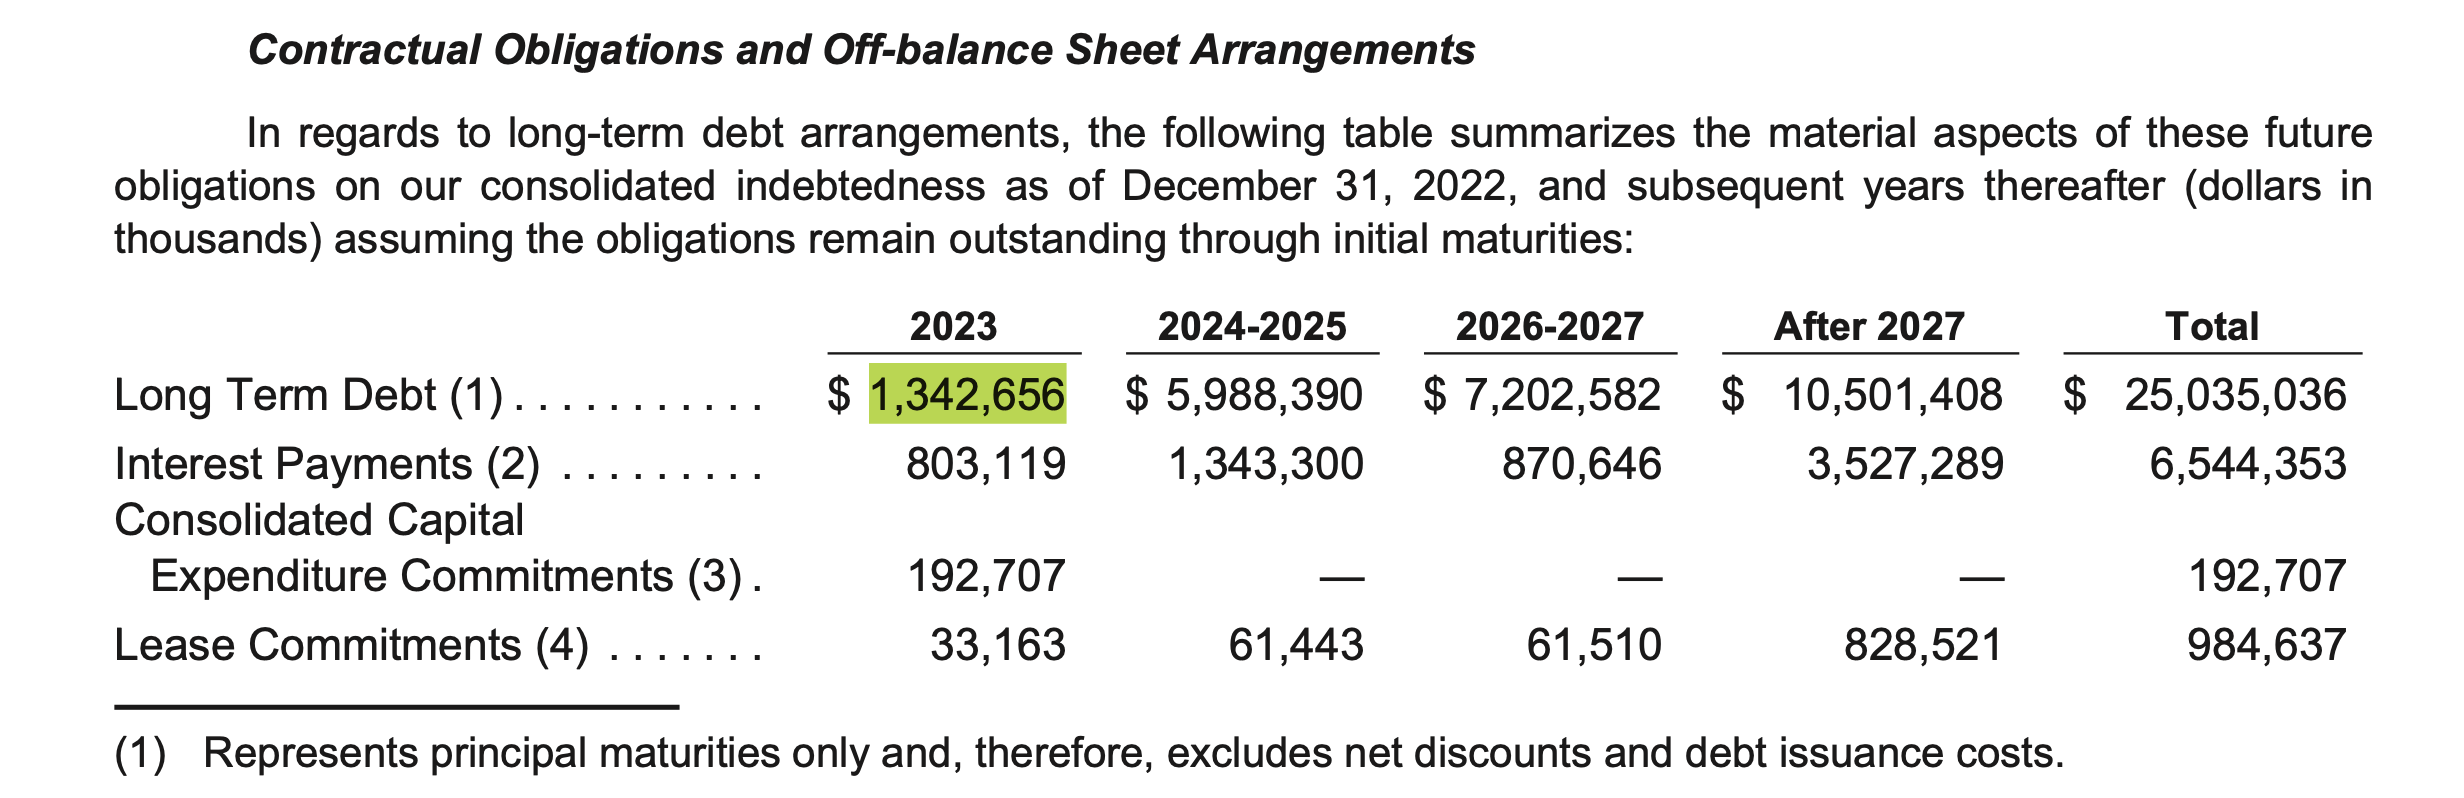 Contractual Obligations and Off-balance Sheet Arrangements
In regards to long-term debt arrangements, the following table summarizes the material aspects of these future
obligations on our consolidated indebtedness as of December 31, 2022, and subsequent years thereafter (dollars in
thousands) assuming the obligations remain outstanding through initial maturities:
2023 2024-2025 2026-2027 After 2027 Total
Long Term Debt (1) . . . . . . . . . . . $ 1,342,656 $ 5,988,390 $ 7,202,582 $ 10,501,408 $ 25,035,036
Interest Payments (2) . . . . . . . . . 803,119 1,343,300 870,646 3,527,289 6,544,353
Consolidated Capital
Expenditure Commitments (3) . 192,707 — — — 192,707
Lease Commitments (4) . . . . . . . 33,163 61,443 61,510 828,521 984,637
(1) Represents principal maturities only and, therefore, excludes net discounts and debt issuance costs.